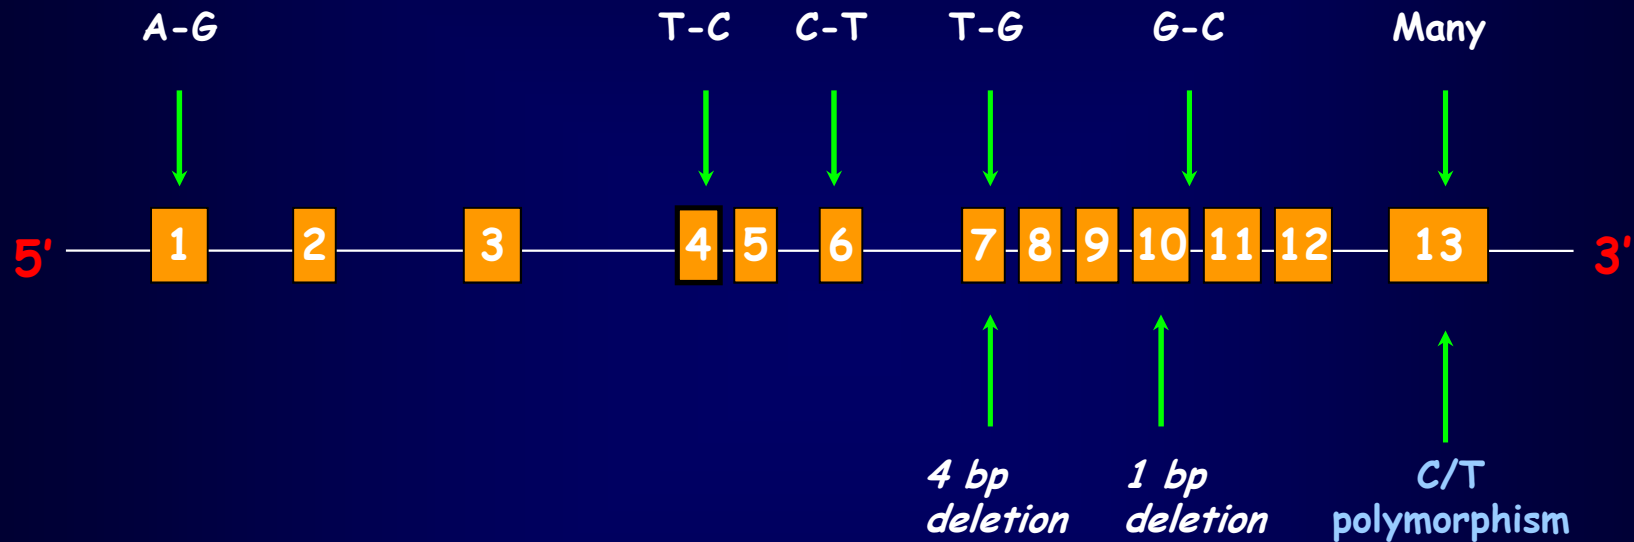 A-G T-C C-T T-G G-C Many
5' 1 2 3 4 5 6 7 8 9 10 11 12 13 3'
4 bp 1 bp C/T
deletion deletion polymorphism